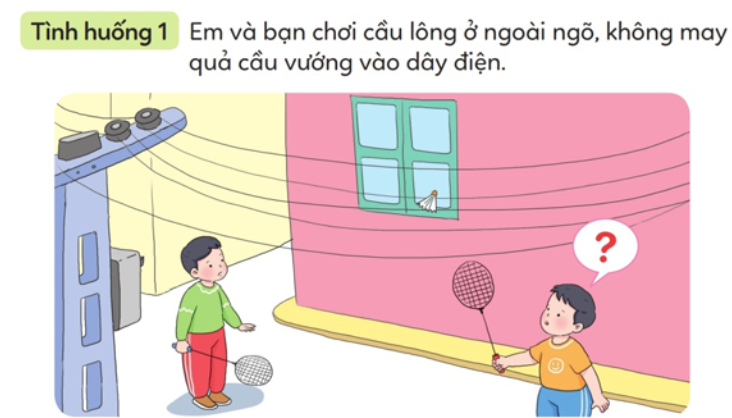 Tình huống 1 Em và bạn chơi cầu lông ở ngoài ngõ, không may
quả cầu vướng vào dây điện.
?